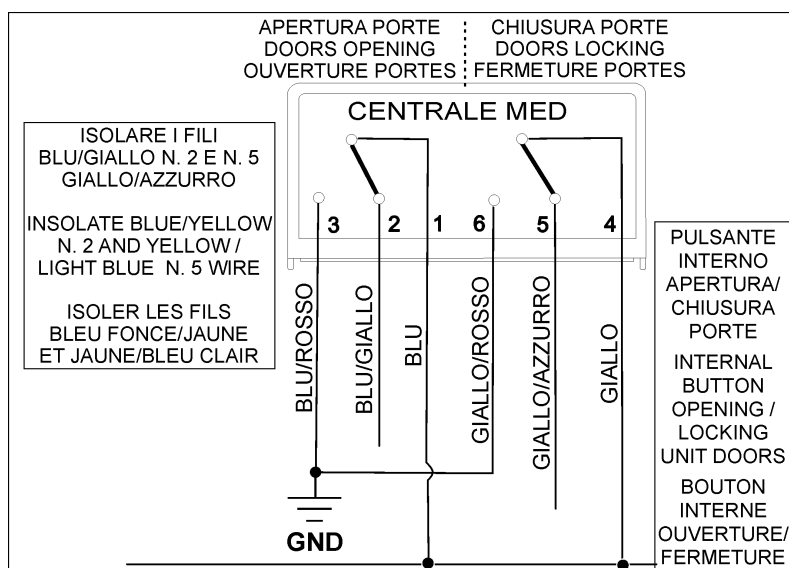 APERTURA PORTE
DOORS OPENING
OUVERTURE PORTES
CHIUSURA PORTE
DOORS LOCKING
FERMETURE PORTES
CENTRALE MED
ISOLARE I FILI
BLU/GIALLO N. 2 E N. 5
GIALLO/AZZURRO
INSOLATE BLUE/YELLOW
N. 2 AND YELLOW /
LIGHT BLUE N. 5 WIRE
ISOLER LES FILS
BLEU FONCE/JAUNE
ET JAUNE/BLEU CLAIR
3 2 1 6 5 4
BLU/ROSSO
BLU/GIALLO
BLU
GIALLO/ROSSO
GIALLO/AZZURRO
GIALLO
GND
PULSANTE
INTERNO
APERTURA/
CHIUSURA
PORTE
INTERNAL
BUTTON
OPENING /
LOCKING
UNIT DOORS
BOUTON
INTERNE
OUVERTURE/
FERMETURE